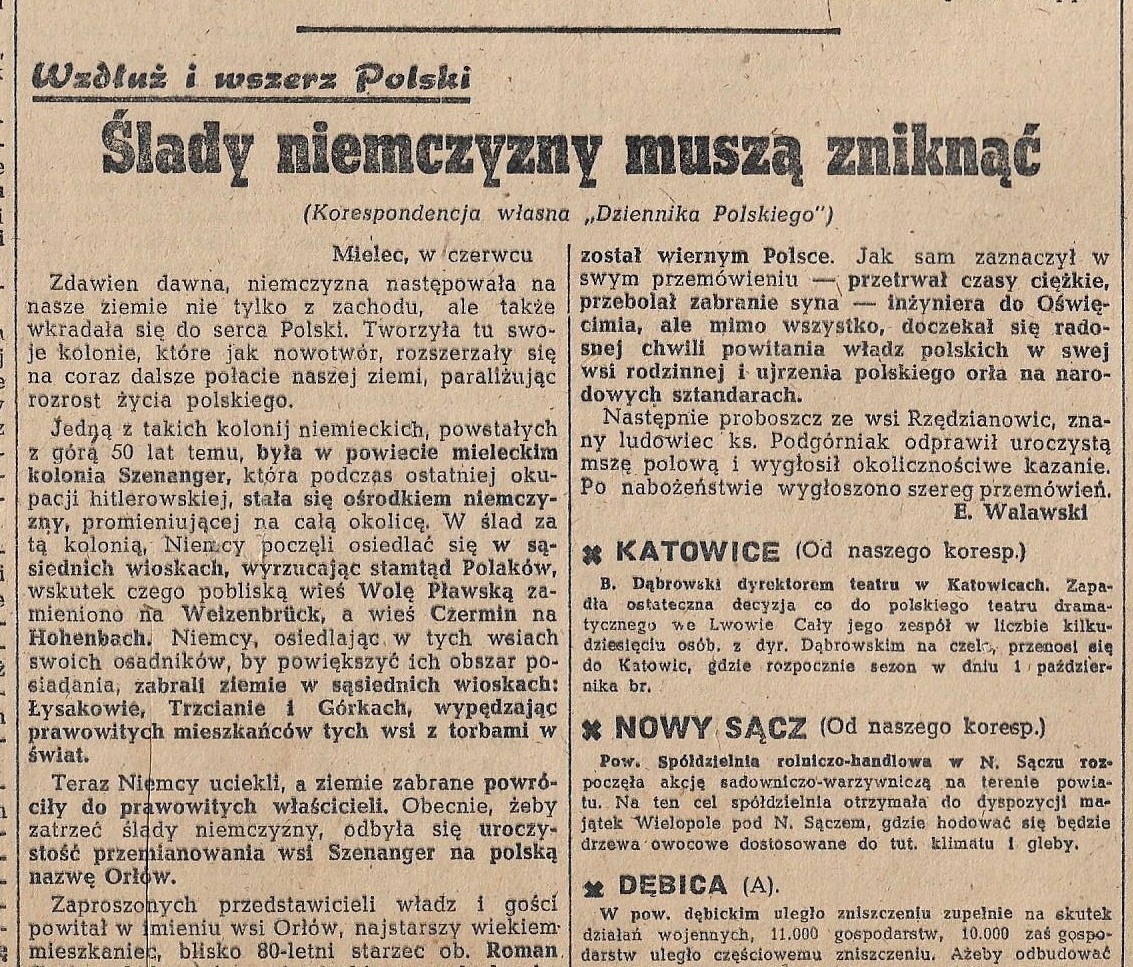 Wzdłuż i wszerz Polski
Ślady niemczyzny muszą zniknąć
(Korespondencja własna „Dziennika Polskiego")
Mielec, w czerwcu
Zdawien dawna, niemczyzna następowała na
nasze ziemie nie tylko z zachodu, ale także
wkradała się do serca Polski. Tworzyła tu swo-
je kolonie, które jak nowotwór, rozszerzały się
na coraz dalsze połacie naszej ziemi, paraliżując
rozrost życia polskiego.
Jedną z takich kolonij niemieckich, powstałych
z górą 50 lat temu, była w powiecie mieleckim
kolonia Szenanger, która podczas ostatniej oku-
pacji hitlerowskiej, stała się ośrodkiem niemczy-
zny, promieniującej na całą okolicę. W ślad za
tą kolonią, Niemcy poczęli osiedlać się w są-
siednich wioskach, wyrzucając stamtąd Polaków,
wskutek czego pobliską wieś Wolę Pławską za-
mieniono na Weizenbrück, a wieś Czermin na
Hohenbach. Niemcy, osiedlając w tych wsiach
swoich osadników, by powiększyć ich obszar po-
siadania, zabrali ziemie w sąsiednich wioskach:
Łysakowie, Trzcianie i Górkach, wypędzając
prawowitych mieszkańców tych wsi z torbami w
świat.
Teraz Niemcy uciekli, a ziemie zabrane powró-
ciły do prawowitych właścicieli. Obecnie, żeby
zatrzeć ślady niemczyzny, odbyła się uroczy-
stość przemianowania wsi Szenanger na polską
nazwę Orłów.
Zaproszonych przedstawicieli władz i gości
powitał w imieniu wsi Orłów, najstarszy wiekiem
mieszkaniec, blisko 80-letni starzec ob. Roman
został wiernym Polsce. Jak sam zaznaczył w
swym przemówieniu — przetrwał czasy ciężkie,
przebolał zabranie syna — inżyniera do Oświę-
cimia, ale mimo wszystko, doczekał się rado-
snej chwili powitania władz polskich w swej
wsi rodzinnej i ujrzenia polskiego orła na naro-
dowych sztandarach.
Następnie proboszcz ze wsi Rzędzianowic, zna-
ny ludowiec ks. Podgórniak odprawił uroczystą
mszę polową i wygłosił okolicznościwe kazanie.
Po nabożeństwie wygłoszono szereg przemówień.
E. Walawski
✖ KATOWICE (Od naszego koresp.)
B. Dąbrowski dyrektorem teatru w Katowicach. Zapa-
dła ostateczna decyzja co do polskiego teatru drama-
tycznego we Lwowie Cały jego zespół w liczbie kilku-
dziesięciu osób. z dyr. Dąbrowskim na czele, przenosi się
do Katowic, gdzie rozpocznie sezon w dniu 1 paździer-
nika br.
✖ NOWY SĄCZ (Od naszego koresp.)
Pow. Spółdzielnia rolniczo-handlowa w N. Sączu roz-
poczęła akcję sadowniczo-warzywniczą na terenie powia-
tu. Na ten cel spółdzielnia otrzymała do dyspozycji ma-
jątek Wielopole pod N. Sączem, gdzie hodować się będzie
drzewa owocowe dostosowane do tut. klimatu i gleby.
✖ DĘBICA (A).
W pow. dębickim uległo zniszczeniu zupełnie na skutek
działań wojennych, 11.000 gospodarstw, 10.000 zaś gospo-
darstw uległo częściowemu zniszczeniu. Ażeby odbudować